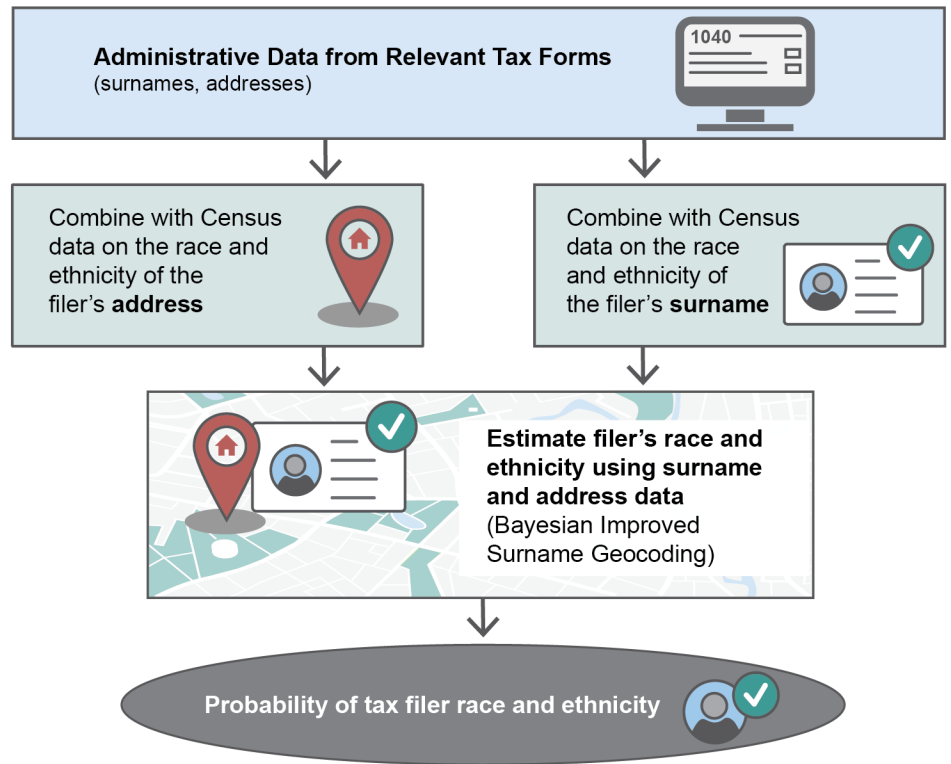 Administrative Data from Relevant Tax Forms
(surnames, addresses)
1040
Combine with Census
data on the race and
ethnicity of the
filer's address
Combine with Census
data on the race
and ethnicity of
the filer's surname
Estimate filer's race and
ethnicity using surname
and address data
(Bayesian Improved
Surname Geocoding)
Probability of tax filer race and ethnicity